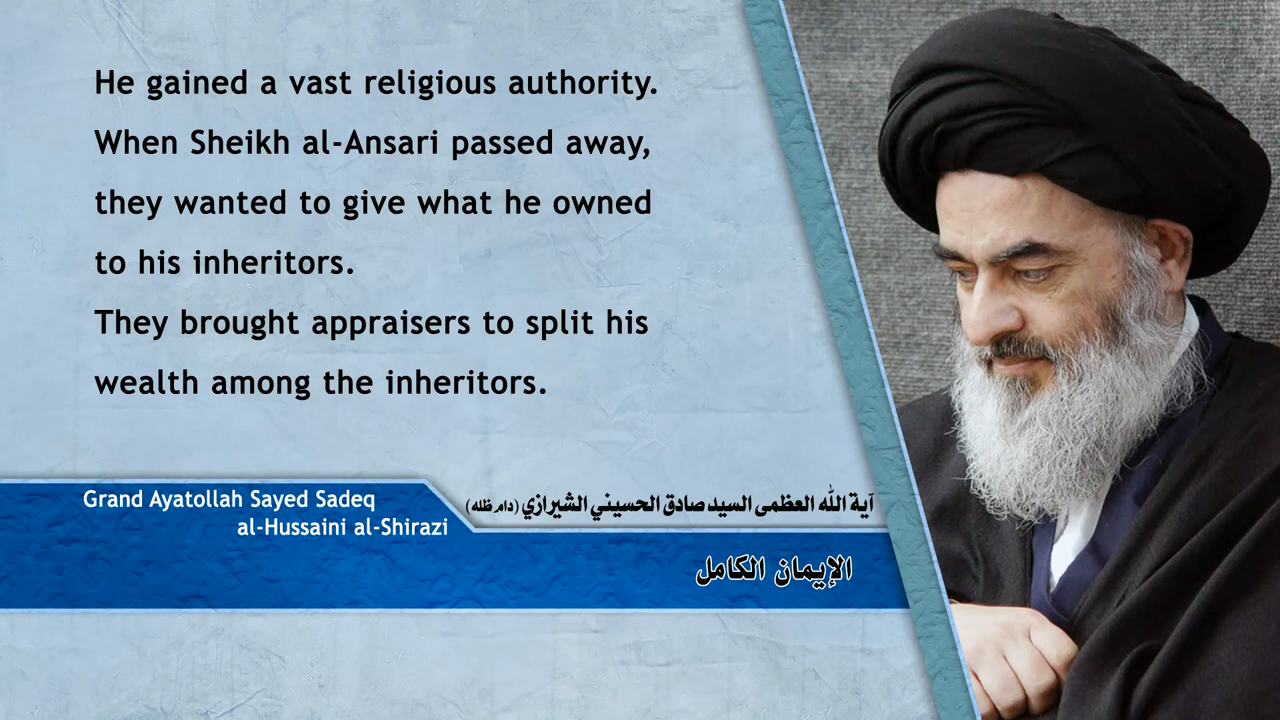 He gained a vast religious authority.
When Sheikh al-Ansari passed away,
they wanted to give what he owned
to his inheritors.
They brought appraisers to split his
wealth among the inheritors.
Grand Ayatollah Sayed Sadeq
al-Hussaini al-Shirazi
آية الله العظمى السيد صادق الحسيني الشيرازي (دام ظله)
الإيمان الكامل